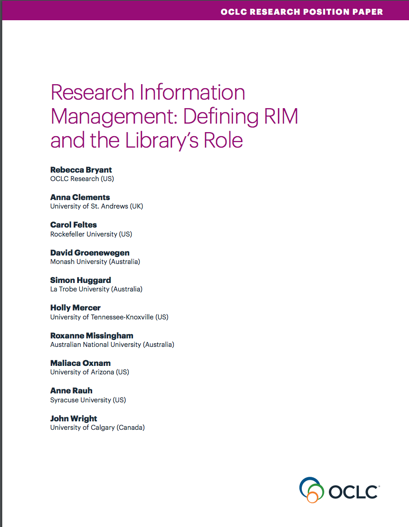 OCLC RESEARCH POSITION PAPER
Research Information
Management: Defining RIM
and the Library's Role
Rebecca Bryant
OCLC Research (US)
Anna Clements
University of St. Andrews (UK)
Carol Feltes
Rockefeller University (US)
David Groenewegen
Monash University (Australia)
Simon Huggard
La Trobe University (Australia)
Holly Mercer
University of Tennessee-Knoxville (US)
Roxanne Missingham
Australian National University (Australia)
Maliaca Oxnam
University of Arizona (US)
Anne Rauh
Syracuse University (US)
John Wright
University of Calgary (Canada)
OCLC